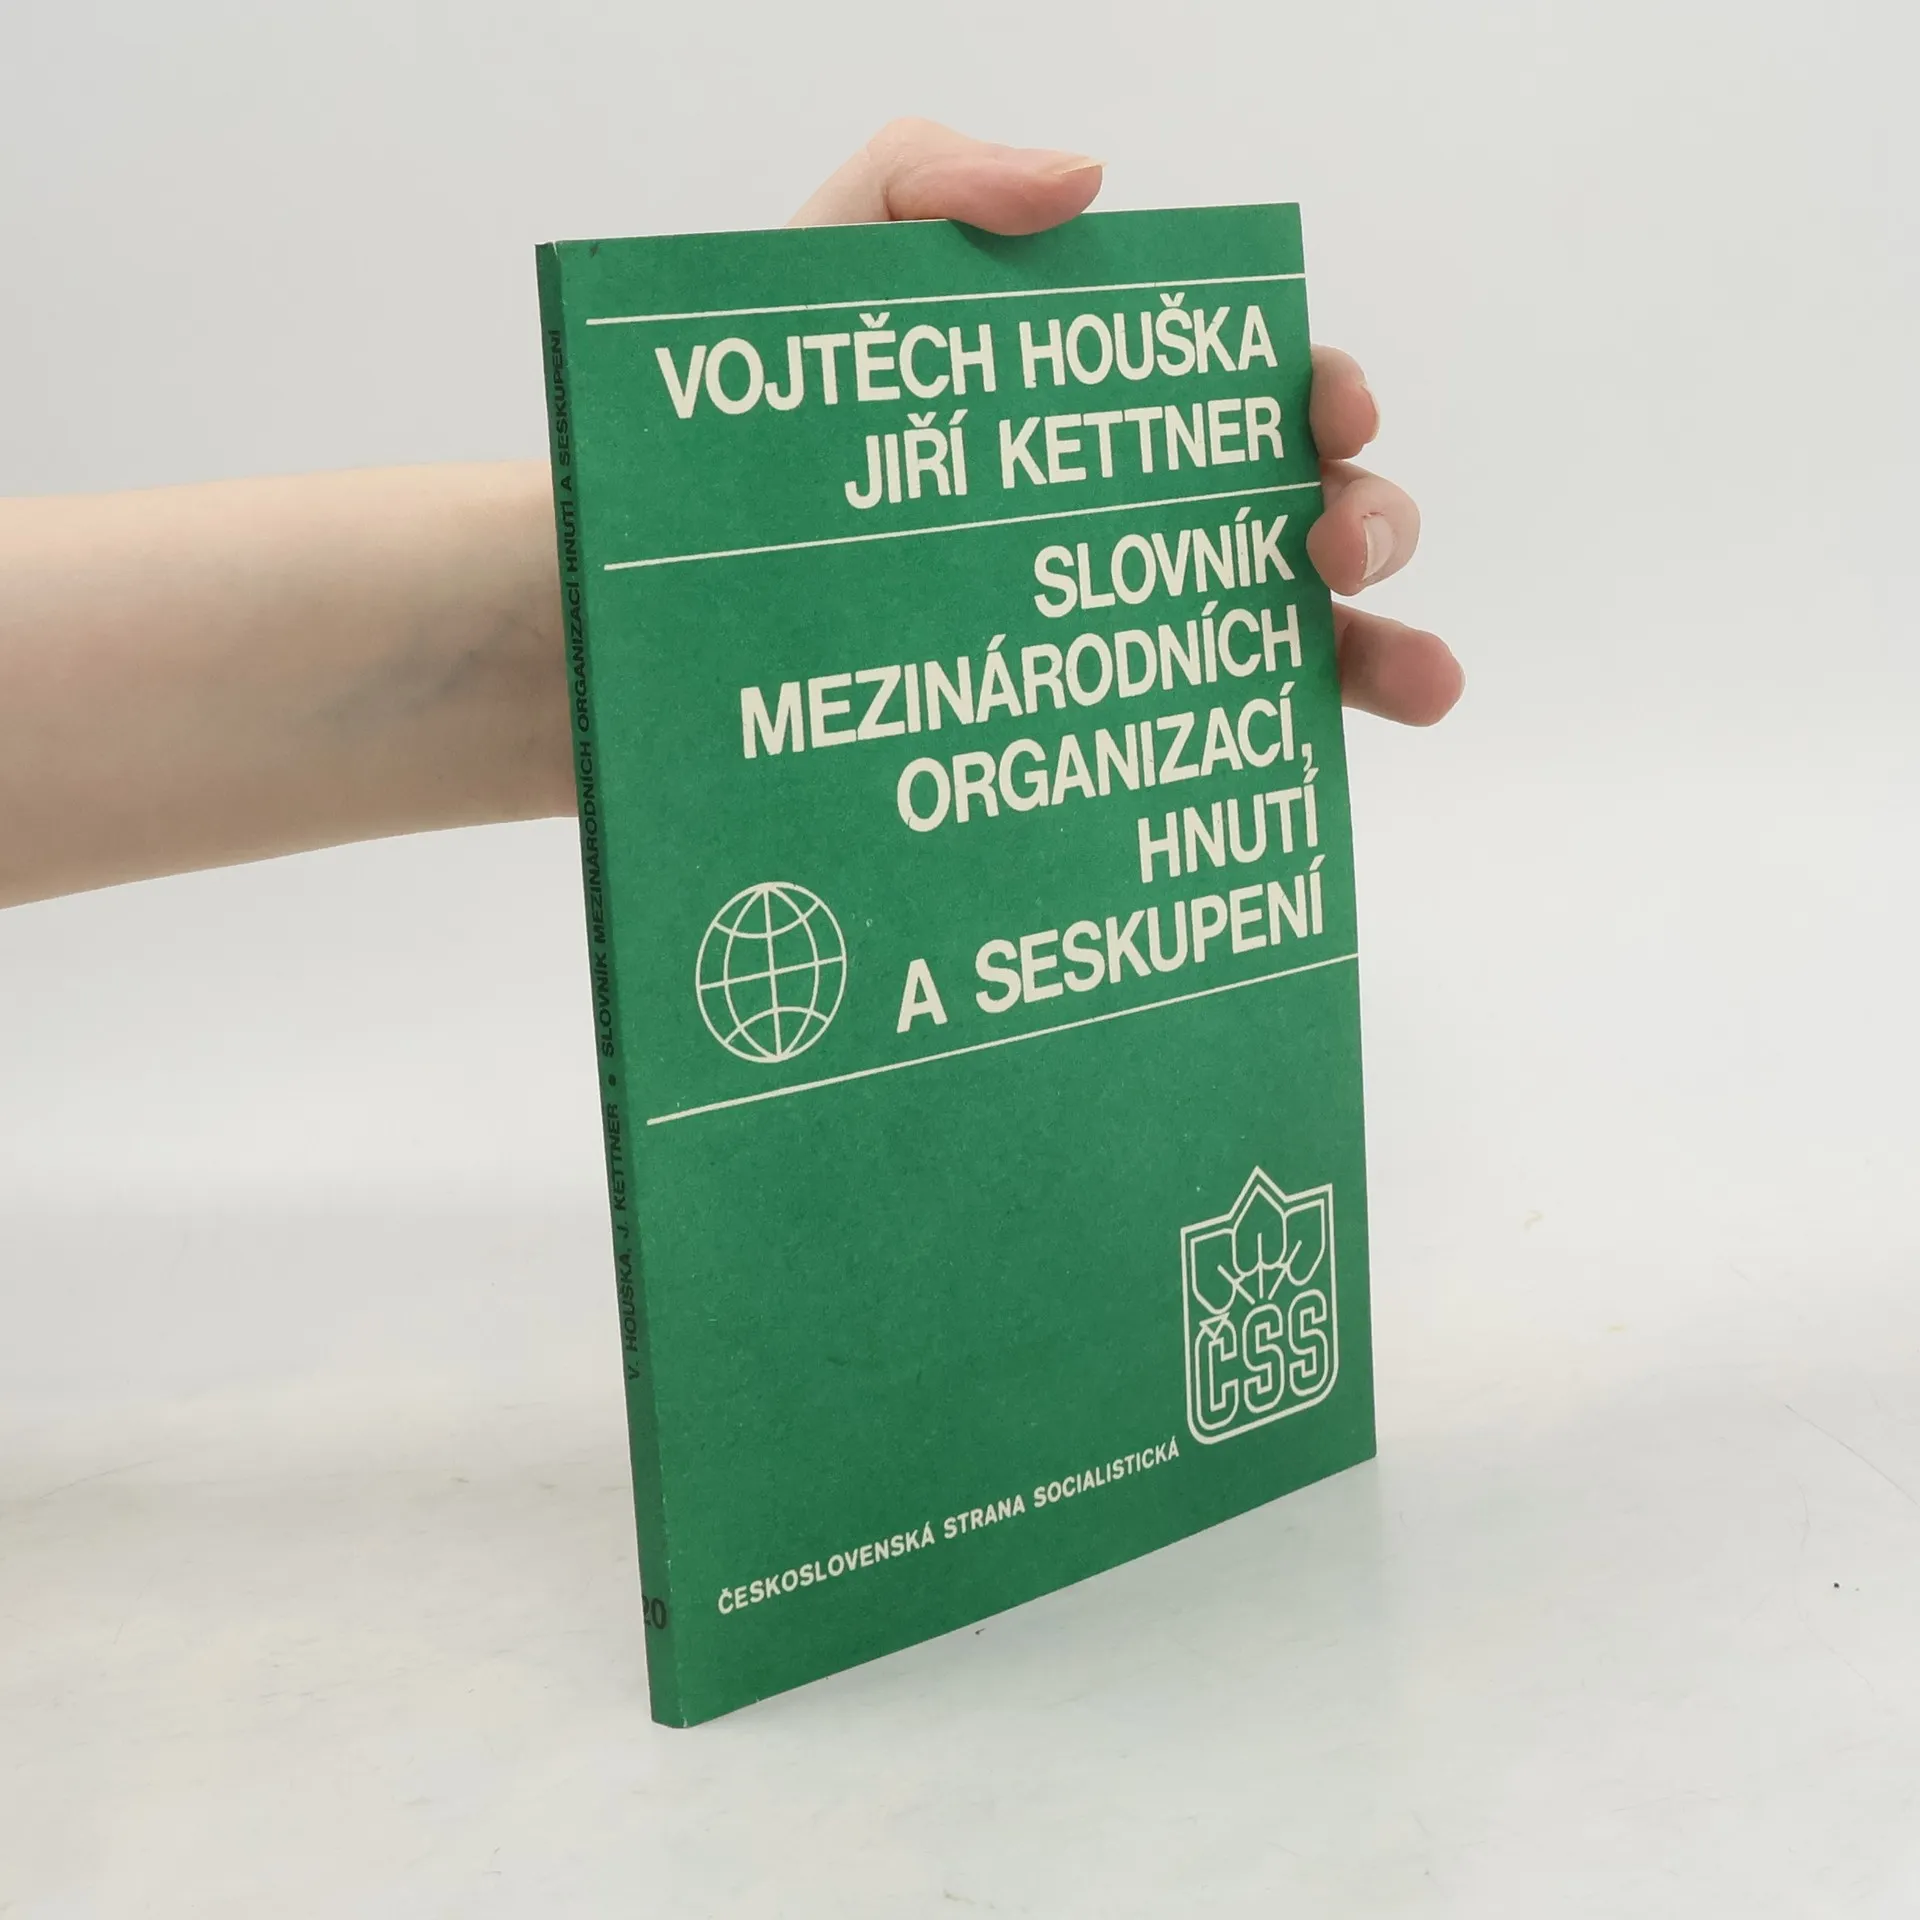 VOJTĚCH HOUŠKA
JIŘÍ KETTNER
SLOVNÍK
MEZINÁRODNÍCH
ORGANIZACÍ,
HNUTÍ
A SESKUPENÍ
ČSS
ČESKOSLOVENSKÁ STRANA SOCIALISTICKÁ
V. HOUŠKA, J. KETTNER • SLOVNÍK MEZINÁRODNÍCH ORGANIZACÍ HNUTÍ A SESKUPENÍ
20